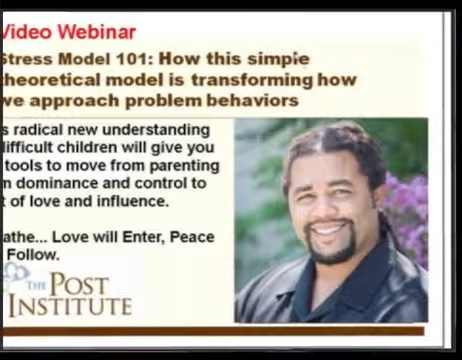 Video Webinar
Stress Model 101: How this simple
theoretical model is transforming how
we approach problem behaviors
s radical new understanding
difficult children will give you
tools to move from parenting
m dominance and control to
of love and influence.
athe... Love will Enter, Peace
Follow.
THE POST
INSTITUTE